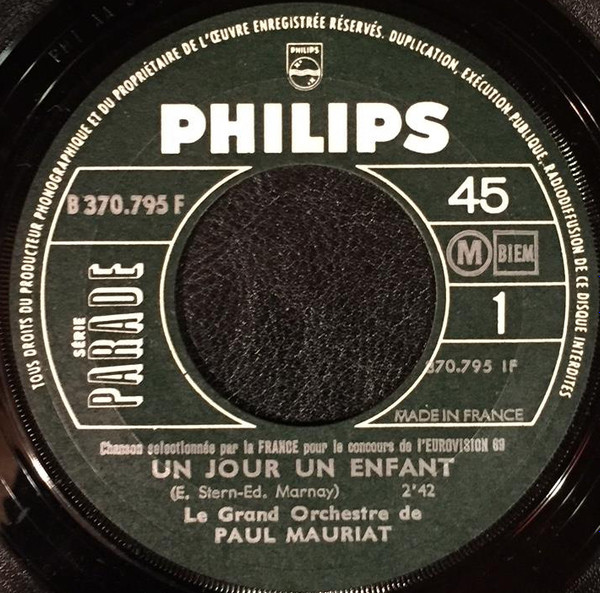 TOUS DROITS DU PRODUCTEUR PHONOGRAPHIQUE ET DU PROPRIÉTAIRE DE L'ŒUVRE ENREGISTRÉE RÉSERVÉS. DUPLICATION, EXÉCUTION PUBLIQUE, RADIODIFFUSION DE CE DISQUE INTERDITES
PHILIPS
PHILIPS
B 370.795 F
45
M BIEM
SÉRIE
PARADE
1
370.795 1F
MADE IN FRANCE
Chanson selectionnée par la FRANCE pour le concours de l'EUROVISION 69
UN JOUR UN ENFANT
(E. Stern-Ed. Marnay) 2'42
Le Grand Orchestre de
PAUL MAURIAT